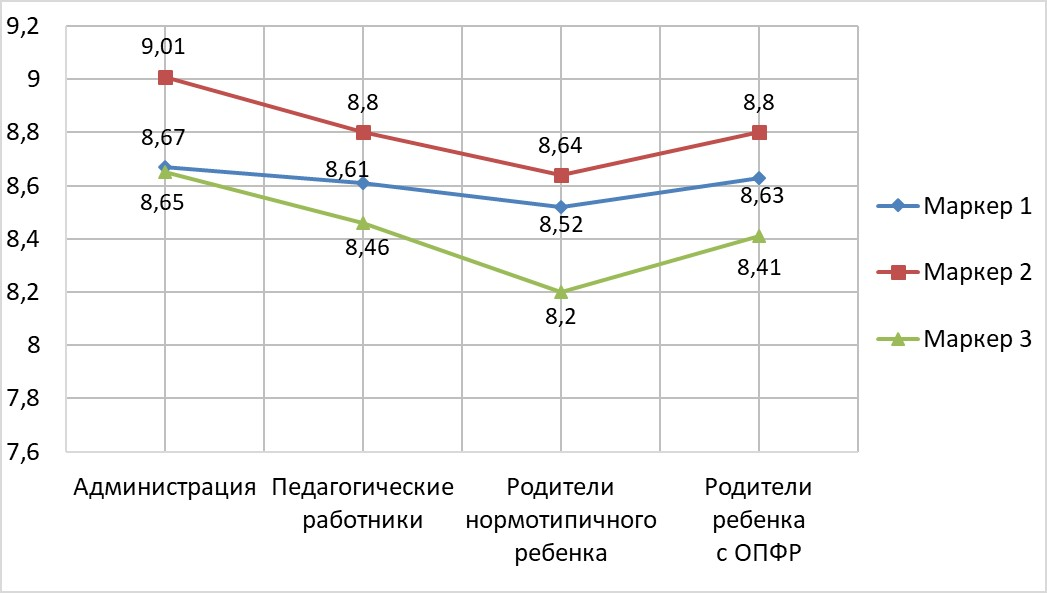 9,2
9
8,8
8,6
8,4
8,2
8
7,8
7,6
9,01
8,8
8,64
8,8
8,67
8,61
8,52
8,63
8,65
8,46
8,2
8,41
Администрация
Педагогические
работники
Родители
нормотипичного
ребенка
Родители
ребенка
с ОПФР
Маркер 1
Маркер 2
Маркер 3